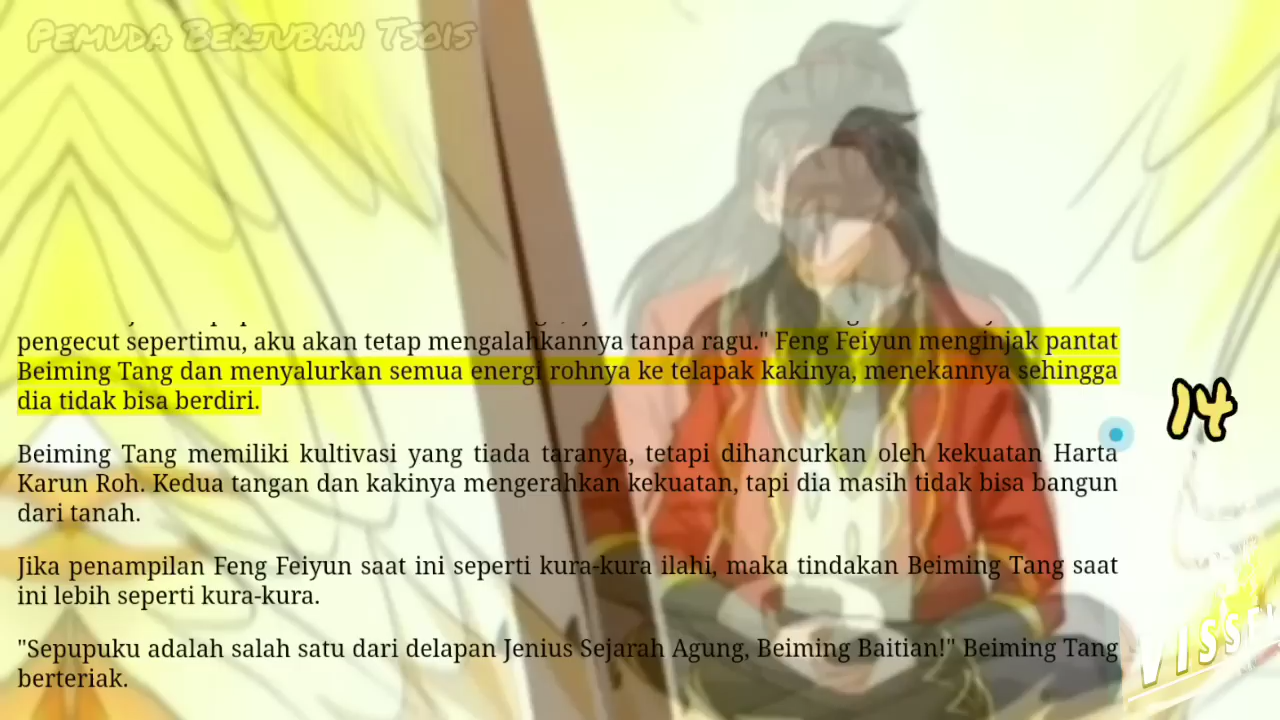 Pemuda Berjubah Tsois
pengecut sepertimu, aku akan tetap mengalahkannya tanpa ragu." Feng Feiyun menginjak pantat
Beiming Tang dan menyalurkan semua energi rohnya ke telapak kakinya, menekannya sehingga
dia tidak bisa berdiri.
14
Beiming Tang memiliki kultivasi yang tiada taranya, tetapi dihancurkan oleh kekuatan Harta
Karun Roh. Kedua tangan dan kakinya mengerahkan kekuatan, tapi dia masih tidak bisa bangun
dari tanah.
Jika penampilan Feng Feiyun saat ini seperti kura-kura ilahi, maka tindakan Beiming Tang saat
ini lebih seperti kura-kura.
"Sepupuku adalah salah satu dari delapan Jenius Sejarah Agung, Beiming Baitian!" Beiming Tang
berteriak.